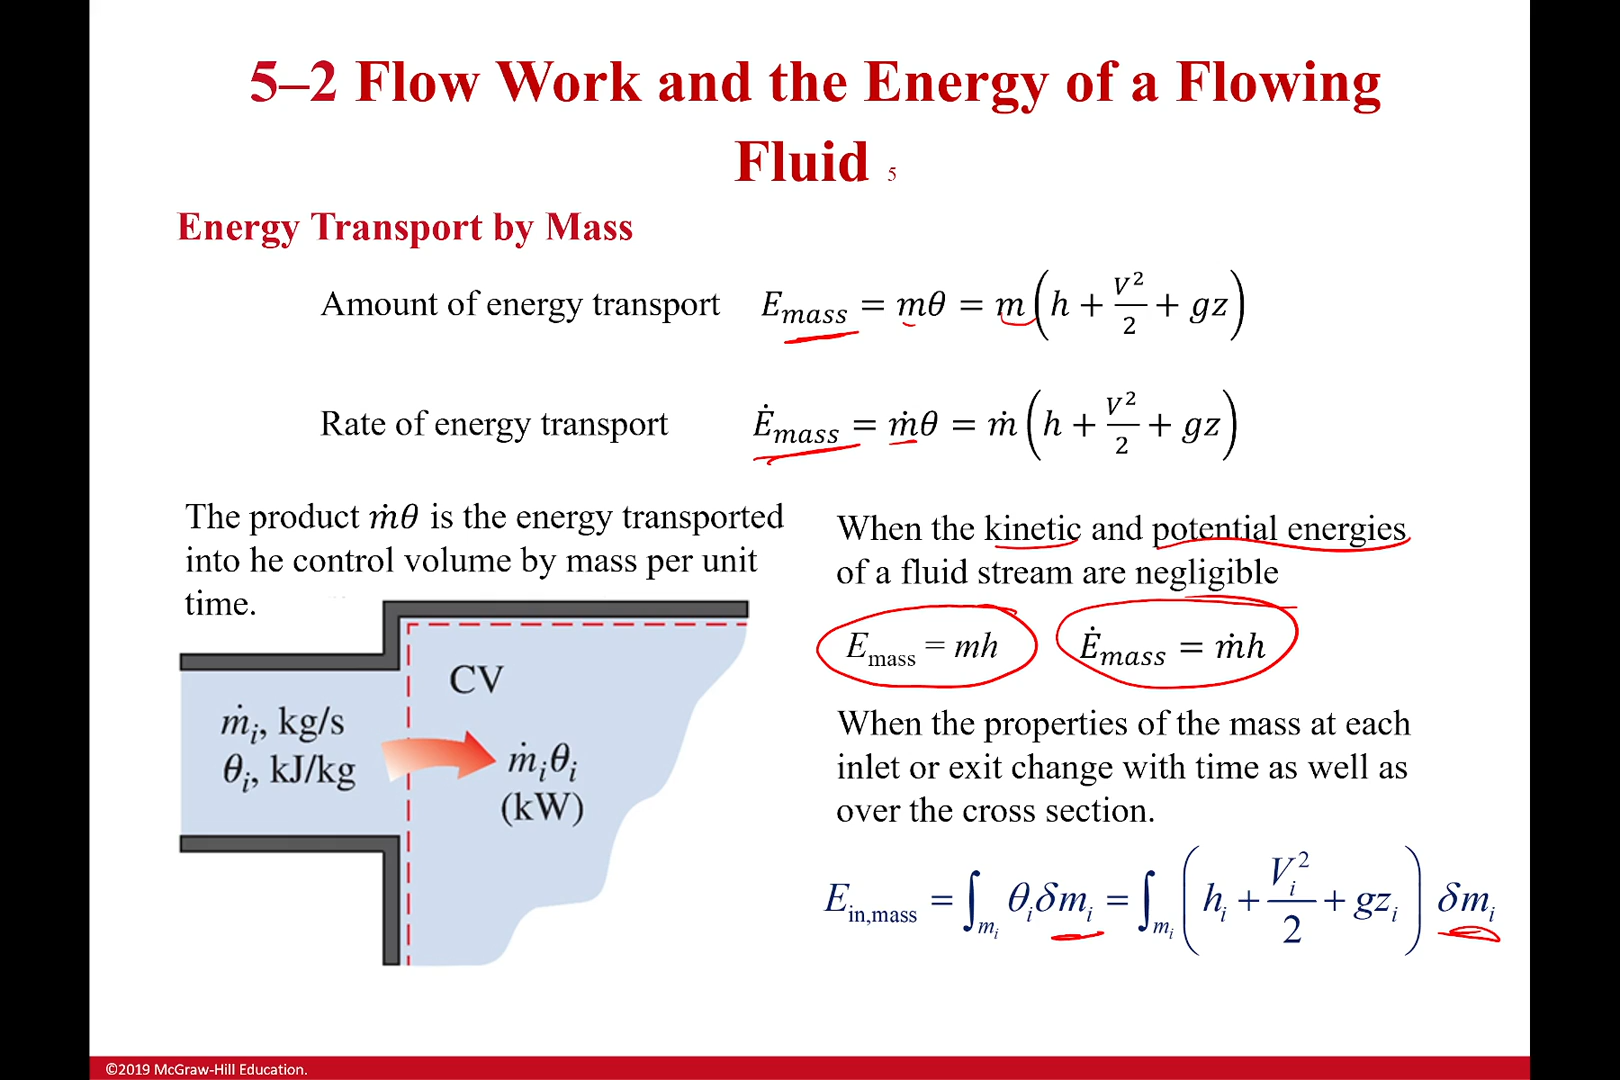 5–2 Flow Work and the Energy of a Flowing
Fluid 5
Energy Transport by Mass
Amount of energy transport E_mass = mθ = m(h + V²/2 + gz)
Rate of energy transport Ė_mass = ṁθ = ṁ(h + V²/2 + gz)
The product ṁθ is the energy transported
into he control volume by mass per unit
time.
CV
ṁ_i, kg/s
θ_i, kJ/kg
ṁ_iθ_i
(kW)
When the kinetic and potential energies
of a fluid stream are negligible
E_mass = mh Ė_mass = ṁh
When the properties of the mass at each
inlet or exit change with time as well as
over the cross section.
E_in,mass = ∫_m_i θ_i δm_i = ∫_m_i (h_i + V_i²/2 + gz_i) δm_i
©2019 McGraw-Hill Education.